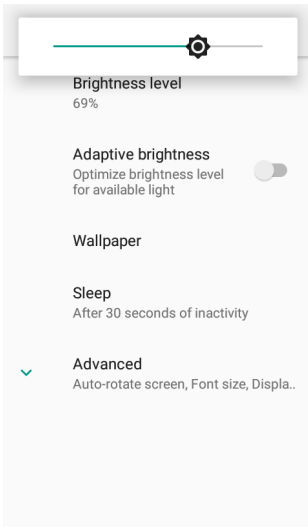 Brightness level
69%
Adaptive brightness
Optimize brightness level
for available light
Wallpaper
Sleep
After 30 seconds of inactivity
Advanced
Auto-rotate screen, Font size, Displa..